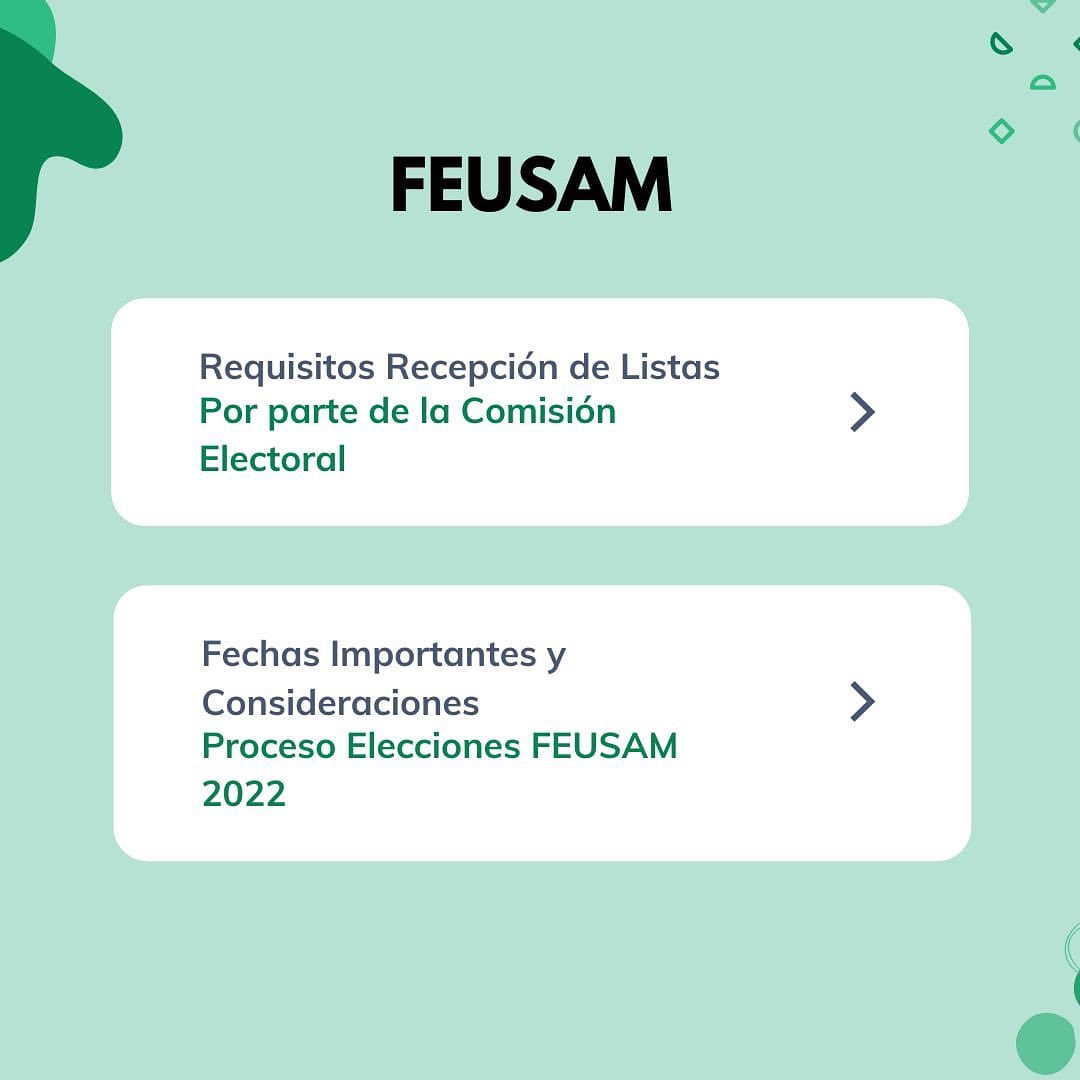 FEUSAM
Requisitos Recepción de Listas
Por parte de la Comisión
Electoral
Fechas Importantes y
Consideraciones
Proceso Elecciones FEUSAM
2022